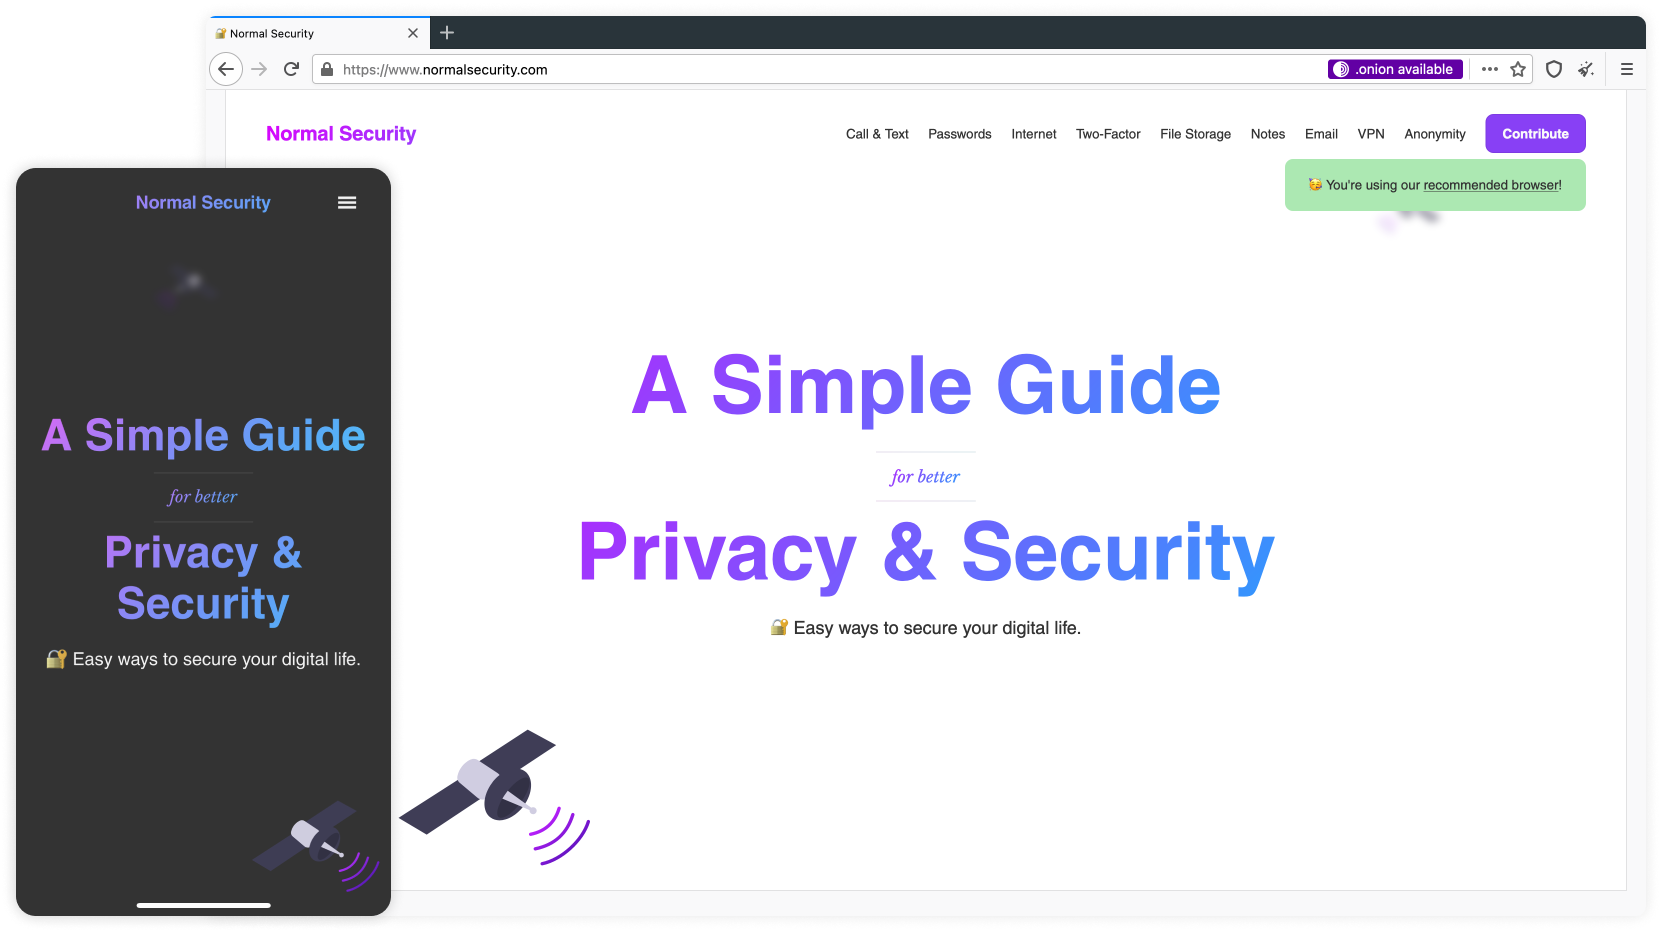 🔐 Normal Security
https://www.normalsecurity.com
.onion available
Normal Security
Call & Text Passwords Internet Two-Factor File Storage Notes Email VPN Anonymity Contribute
🥳 You're using our recommended browser!
A Simple Guide
for better
Privacy & Security
🔐 Easy ways to secure your digital life.
Normal Security
A Simple Guide
for better
Privacy &
Security
🔐 Easy ways to secure your digital life.